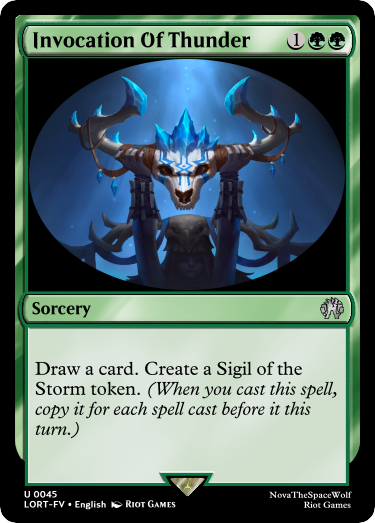 Invocation Of Thunder 1
Sorcery
Draw a card. Create a Sigil of the
Storm token. (When you cast this spell,
copy it for each spell cast before it this
turn.)
U 0045
LORT-FV • English Riot Games
NovaTheSpaceWolf
Riot Games